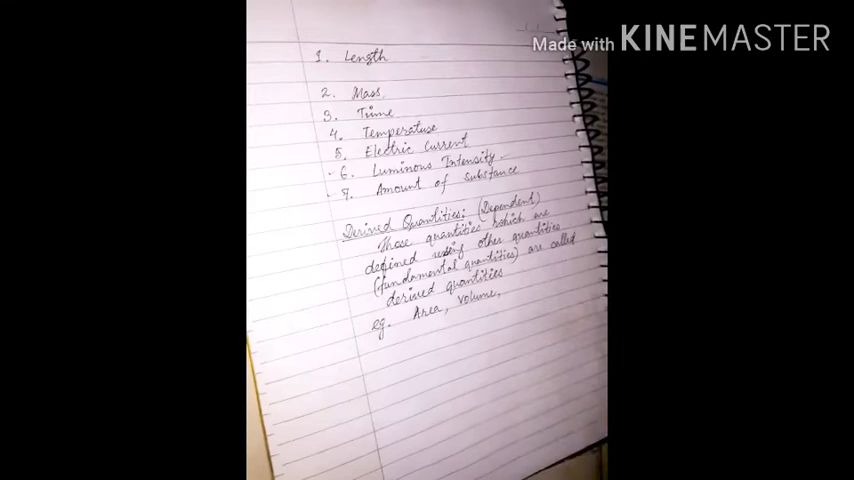 Made with KINEMASTER
1. Length
2. Mass
3. Time
4. Temperature
5. Electric Current
6. Luminous Intensity
7. Amount of substance
Derived Quantities: (Dependent)
Those quantities which are
defined using other quantities
(fundamental quantities) are called
derived quantities
eg. Area, Volume,